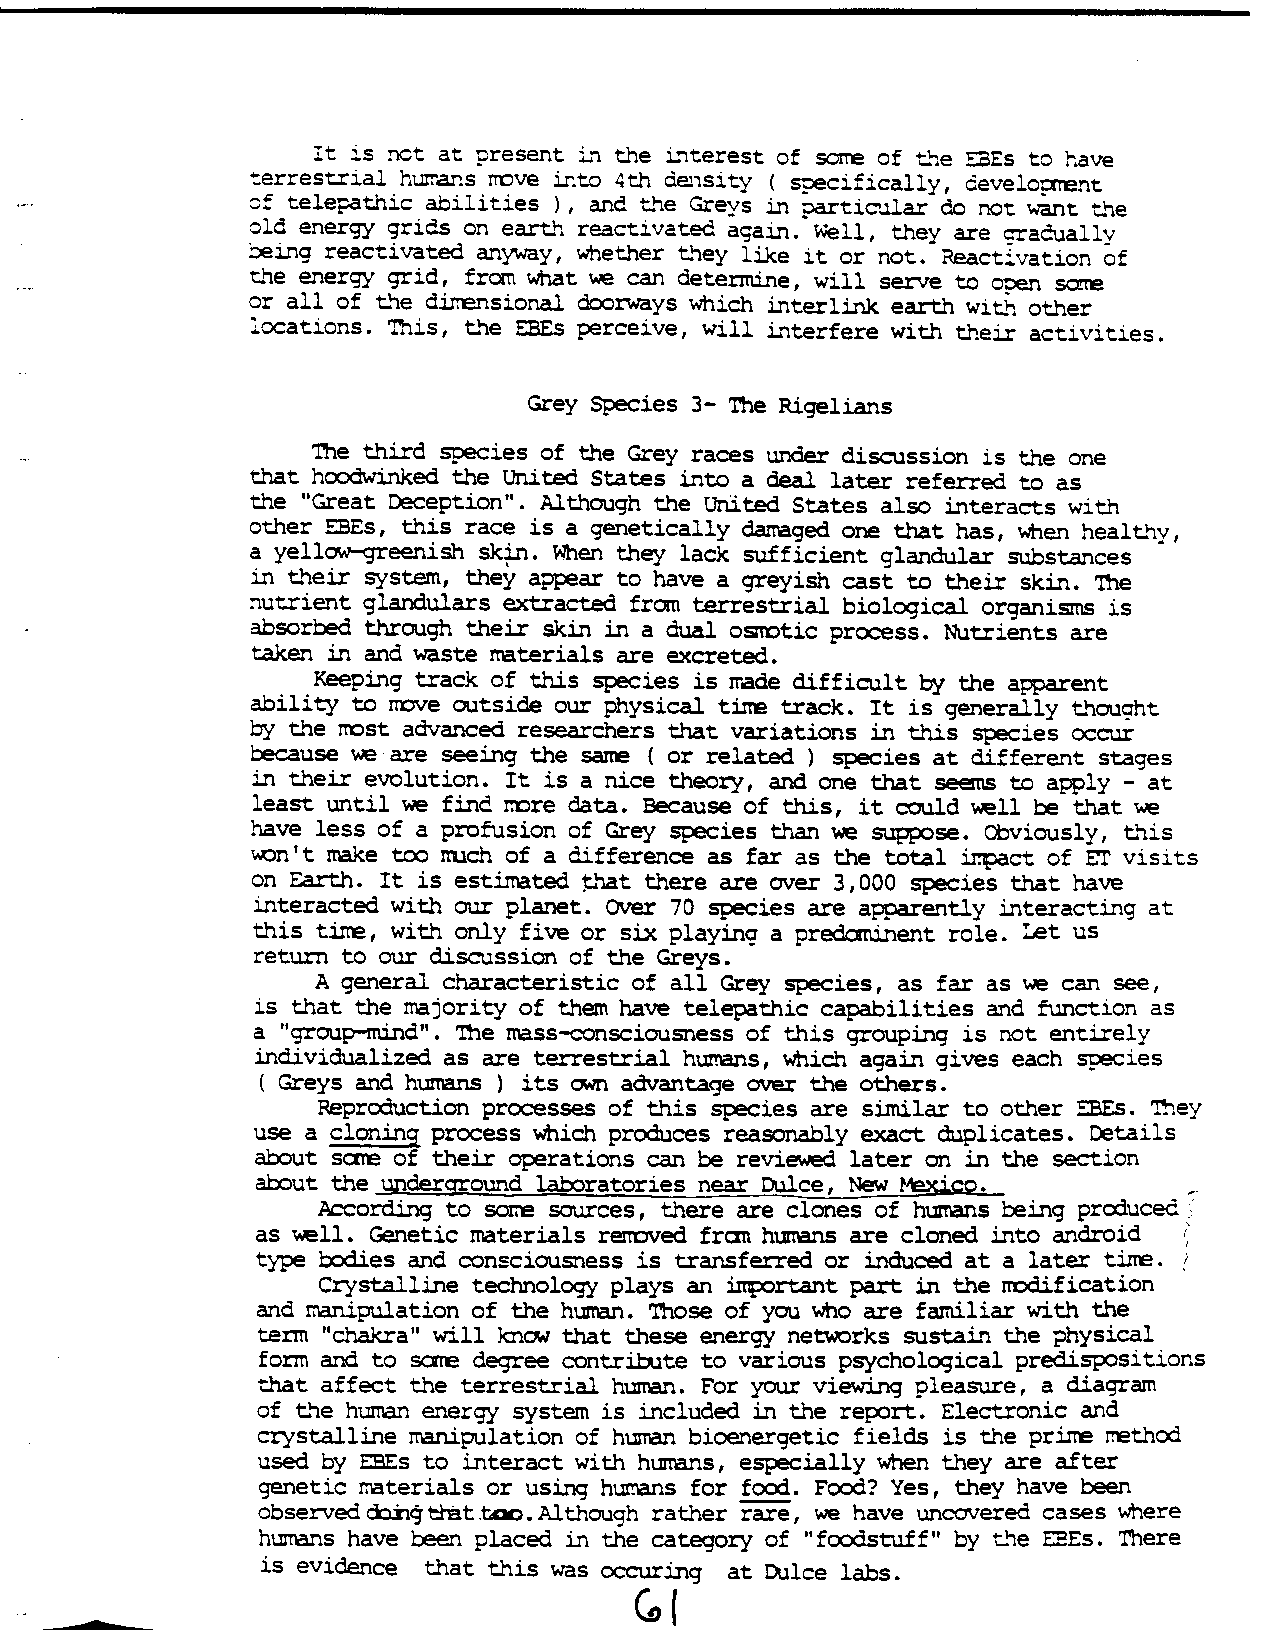 It is not at present in the interest of some of the EBEs to have
terrestrial humans move into 4th density ( specifically, development
of telepathic abilities ), and the Greys in particular do not want the
old energy grids on earth reactivated again. Well, they are gradually
being reactivated anyway, whether they like it or not. Reactivation of
the energy grid, from what we can determine, will serve to open some
or all of the dimensional doorways which interlink earth with other
locations. This, the EBEs perceive, will interfere with their activities.
Grey Species 3- The Rigelians
The third species of the Grey races under discussion is the one
that hoodwinked the United States into a deal later referred to as
the "Great Deception". Although the United States also interacts with
other EBEs, this race is a genetically damaged one that has, when healthy,
a yellow-greenish skin. When they lack sufficient glandular substances
in their system, they appear to have a greyish cast to their skin. The
nutrient glandulars extracted from terrestrial biological organisms is
absorbed through their skin in a dual osmotic process. Nutrients are
taken in and waste materials are excreted.
Keeping track of this species is made difficult by the apparent
ability to move outside our physical time track. It is generally thought
by the most advanced researchers that variations in this species occur
because we are seeing the same ( or related ) species at different stages
in their evolution. It is a nice theory, and one that seems to apply - at
least until we find more data. Because of this, it could well be that we
have less of a profusion of Grey species than we suppose. Obviously, this
won't make too much of a difference as far as the total impact of ET visits
on Earth. It is estimated that there are over 3,000 species that have
interacted with our planet. Over 70 species are apparently interacting at
this time, with only five or six playing a predominent role. Let us
return to our discussion of the Greys.
A general characteristic of all Grey species, as far as we can see,
is that the majority of them have telepathic capabilities and function as
a "group-mind". The mass-consciousness of this grouping is not entirely
individualized as are terrestrial humans, which again gives each species
( Greys and humans ) its own advantage over the others.
Reproduction processes of this species are similar to other EBEs. They
use a cloning process which produces reasonably exact duplicates. Details
about some of their operations can be reviewed later on in the section
about the underground laboratories near Dulce, New Mexico.
According to some sources, there are clones of humans being produced
as well. Genetic materials removed from humans are cloned into android
type bodies and consciousness is transferred or induced at a later time.
Crystalline technology plays an important part in the modification
and manipulation of the human. Those of you who are familiar with the
term "chakra" will know that these energy networks sustain the physical
form and to some degree contribute to various psychological predispositions
that affect the terrestrial human. For your viewing pleasure, a diagram
of the human energy system is included in the report. Electronic and
crystalline manipulation of human bioenergetic fields is the prime method
used by EBEs to interact with humans, especially when they are after
genetic materials or using humans for food. Food? Yes, they have been
observed doing that too. Although rather rare, we have uncovered cases where
humans have been placed in the category of "foodstuff" by the EBEs. There
is evidence that this was occuring at Dulce labs.
61